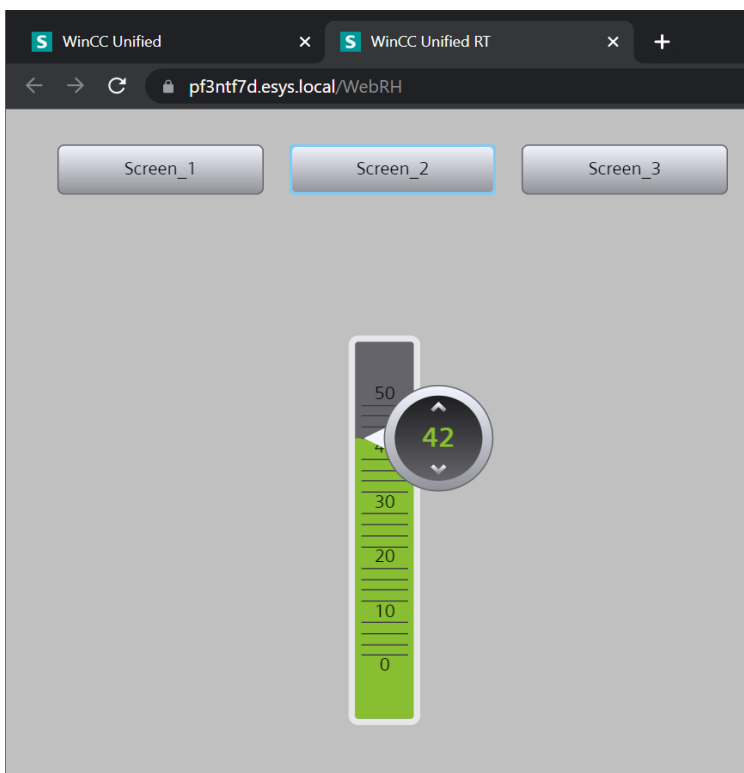 S WinCC Unified × S WinCC Unified RT × +
pf3ntf7d.esys.local/WebRH
Screen_1 Screen_2 Screen_3
50
42
30
20
10
0